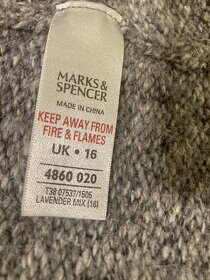 MARKS &
SPENCER
MADE IN CHINA
KEEP AWAY FROM
FIRE & FLAMES
UK • 16
4860 020
T38 07537/1505
LAVENDER MIX (16)